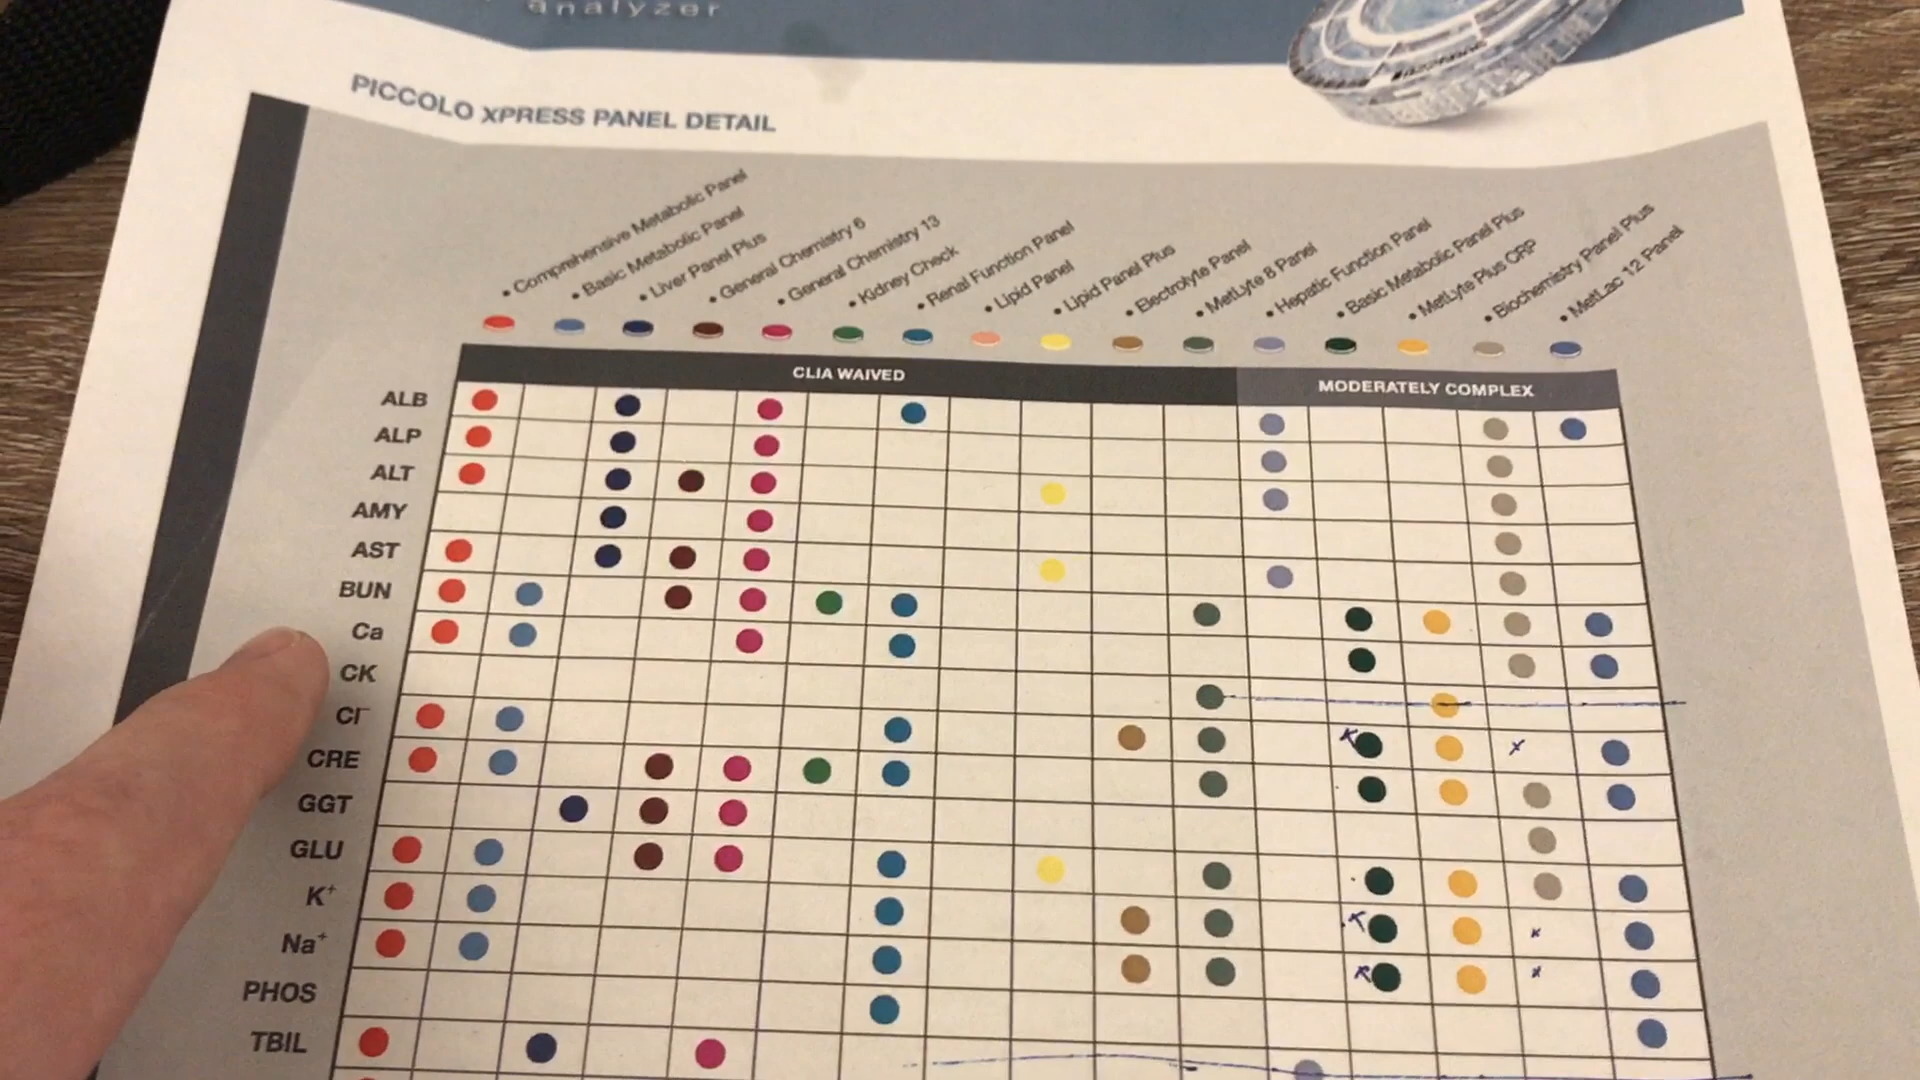 analyzer
PICCOLO XPRESS PANEL DETAIL
• Comprehensive Metabolic Panel
• Basic Metabolic Panel
• Liver Panel Plus
• General Chemistry 6
• General Chemistry 13
• Kidney Check
• Renal Function Panel
• Lipid Panel
• Lipid Panel Plus
• Electrolyte Panel
• MetLyte 8 Panel
• Hepatic Function Panel
• Basic Metabolic Panel Plus
• MetLyte Plus CRP
• Biochemistry Panel Plus
• MetLac 12 Panel
CLIA WAIVED
MODERATELY COMPLEX
ALB
ALP
ALT
AMY
AST
BUN
Ca
CK
Cl⁻
CRE
GGT
GLU
K⁺
Na⁺
PHOS
TBIL